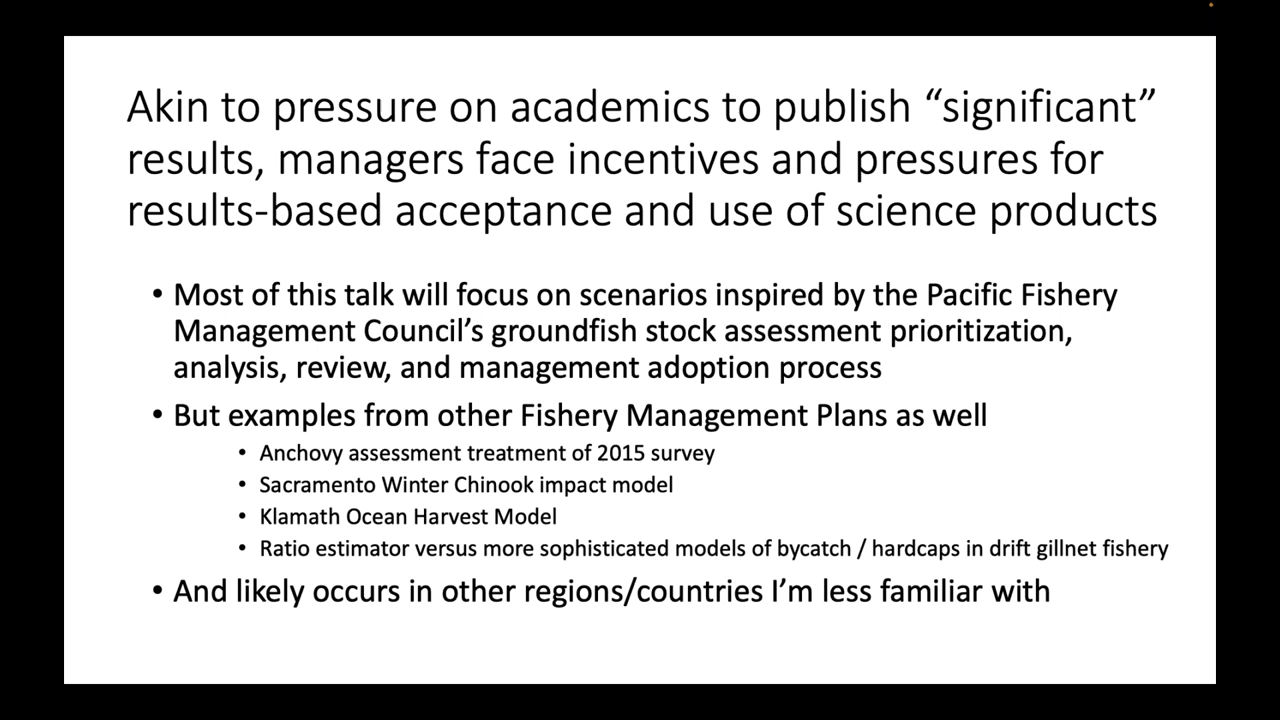 Akin to pressure on academics to publish “significant”
results, managers face incentives and pressures for
results-based acceptance and use of science products
• Most of this talk will focus on scenarios inspired by the Pacific Fishery
Management Council’s groundfish stock assessment prioritization,
analysis, review, and management adoption process
• But examples from other Fishery Management Plans as well
• Anchovy assessment treatment of 2015 survey
• Sacramento Winter Chinook impact model
• Klamath Ocean Harvest Model
• Ratio estimator versus more sophisticated models of bycatch / hardcaps in drift gillnet fishery
• And likely occurs in other regions/countries I’m less familiar with